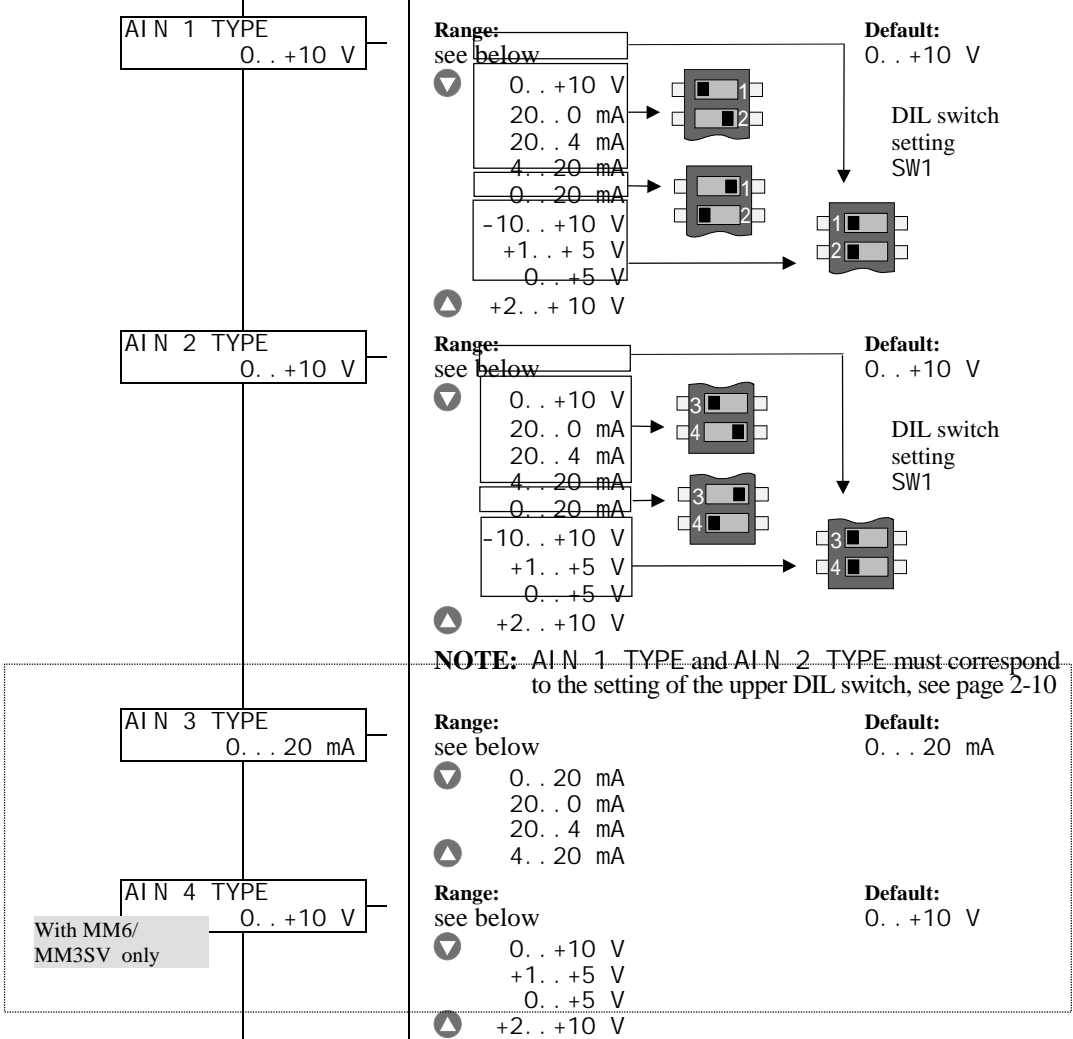 AIN 1 TYPE
0..+10 V
Range:
see below
Default:
0..+10 V
0..+10 V
20..0 mA
20..4 mA
4..20 mA
0..20 mA
-10..+10 V
+1..+ 5 V
0..+5 V
+2..+ 10 V
1
2
1
2
DIL switch
setting
SW1
1
2
AIN 2 TYPE
0..+10 V
Range:
see below
Default:
0..+10 V
0..+10 V
20..0 mA
20..4 mA
4..20 mA
0..20 mA
-10..+10 V
+1..+5 V
0..+5 V
+2..+10 V
3
4
3
4
DIL switch
setting
SW1
3
4
NOTE: AIN 1 TYPE and AIN 2 TYPE must correspond
to the setting of the upper DIL switch, see page 2-10
AIN 3 TYPE
0...20 mA
Range:
see below
Default:
0...20 mA
0..20 mA
20..0 mA
20..4 mA
4..20 mA
AIN 4 TYPE
0..+10 V
With MM6/
MM3SV only
Range:
see below
Default:
0..+10 V
0..+10 V
+1..+5 V
0..+5 V
+2..+10 V